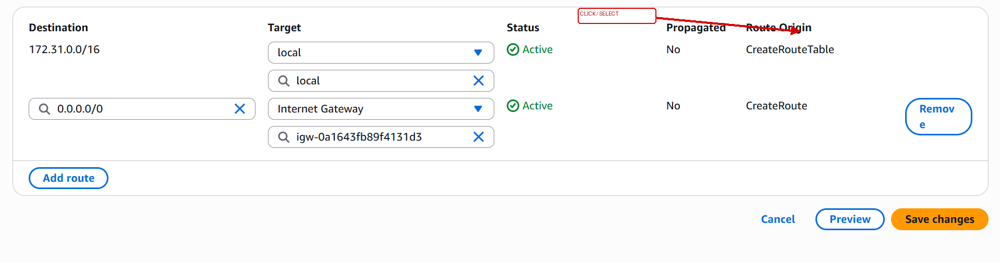 CLICK/SELECT
Destination Target Status Propagated Route Origin
172.31.0.0/16 local Active No CreateRouteTable
local
0.0.0.0/0 Internet Gateway Active No CreateRoute Remov
e
igw-0a1643fb89f4131d3
Add route
Cancel Preview Save changes